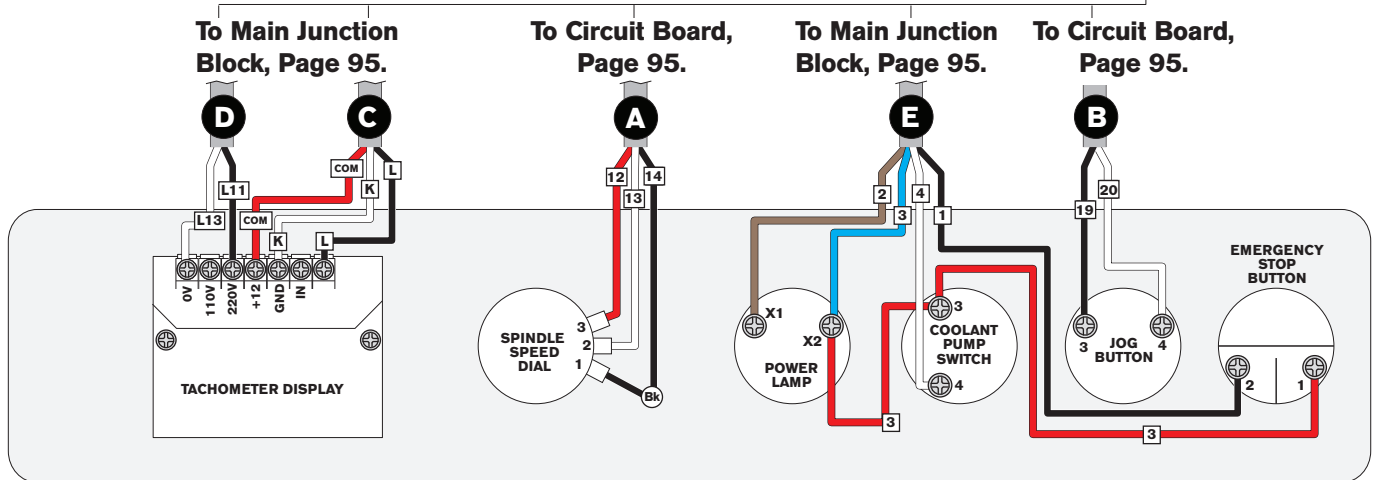 To Main Junction
Block, Page 95.
To Circuit Board,
Page 95.
To Main Junction
Block, Page 95.
To Circuit Board,
Page 95.
D
C
A
E
B
COM
L
K
L11
L13
COM
K
L
12
14
13
2
4
3
1
20
19
0V
110V
220V
+12
GND
IN
TACHOMETER DISPLAY
SPINDLE
SPEED
DIAL
3
2
1
Bk
X1
X2
POWER
LAMP
3
COOLANT
PUMP
SWITCH
4
3
JOG
BUTTON
3
4
EMERGENCY
STOP
BUTTON
2
1
3